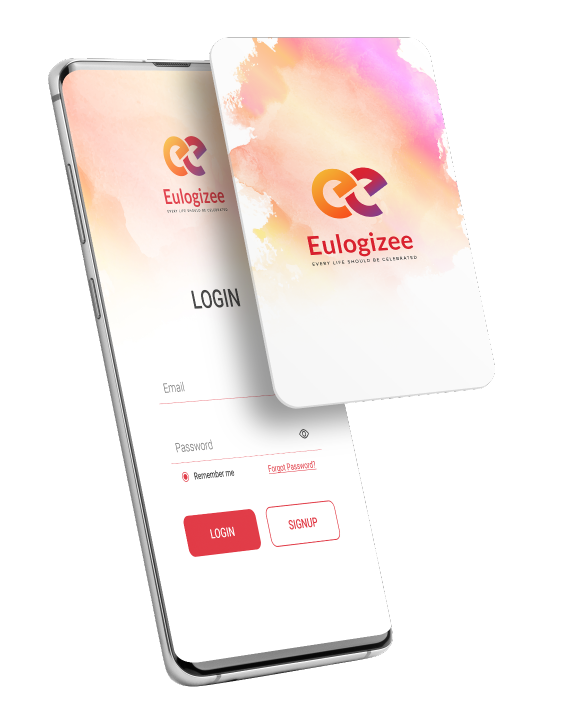 Eulogizee
EVERY LIFE SHOULD BE CELEBRATED
LOGIN
Email
Password
Remember me
Forgot Password?
LOGIN
SIGNUP
Eulogizee
EVERY LIFE SHOULD BE CELEBRATED